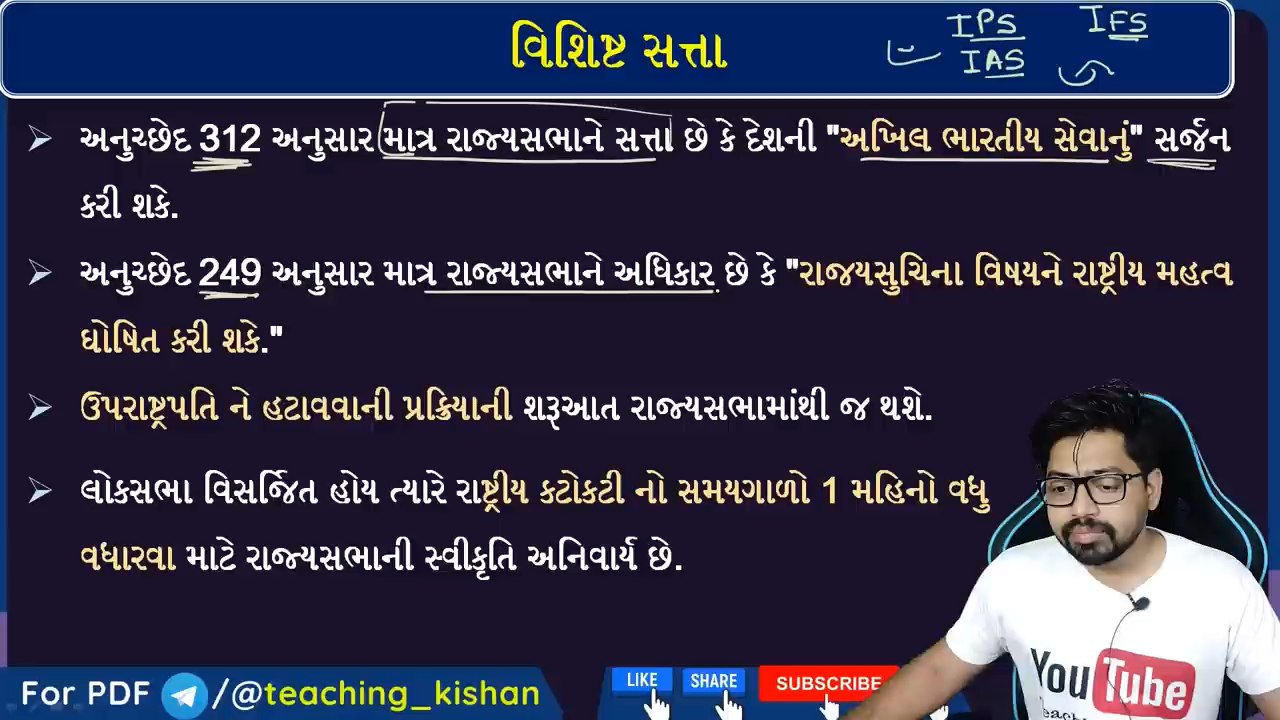 વિશિષ્ટ સત્તા
IPS
IAS
IFS
અનુચ્છેદ 312 અનુસાર માત્ર રાજ્યસભાને સત્તા છે કે દેશની "અખિલ ભારતીય સેવાનું" સર્જન
કરી શકે.
અનુચ્છેદ 249 અનુસાર માત્ર રાજ્યસભાને અધિકાર છે કે "રાજયસુચિના વિષયને રાષ્ટ્રીય મહત્વ
ઘોષિત કરી શકે."
ઉપરાષ્ટ્રપતિ ને હટાવવાની પ્રક્રિયાની શરૂઆત રાજ્યસભામાંથી જ થશે.
લોકસભા વિસર્જિત હોય ત્યારે રાષ્ટ્રીય કટોકટી નો સમયગાળો 1 મહિનો વધુ
વધારવા માટે રાજ્યસભાની સ્વીકૃતિ અનિવાર્ય છે.
For PDF /@teaching_kishan
LIKE
SHARE
SUBSCRIBE
You Tube